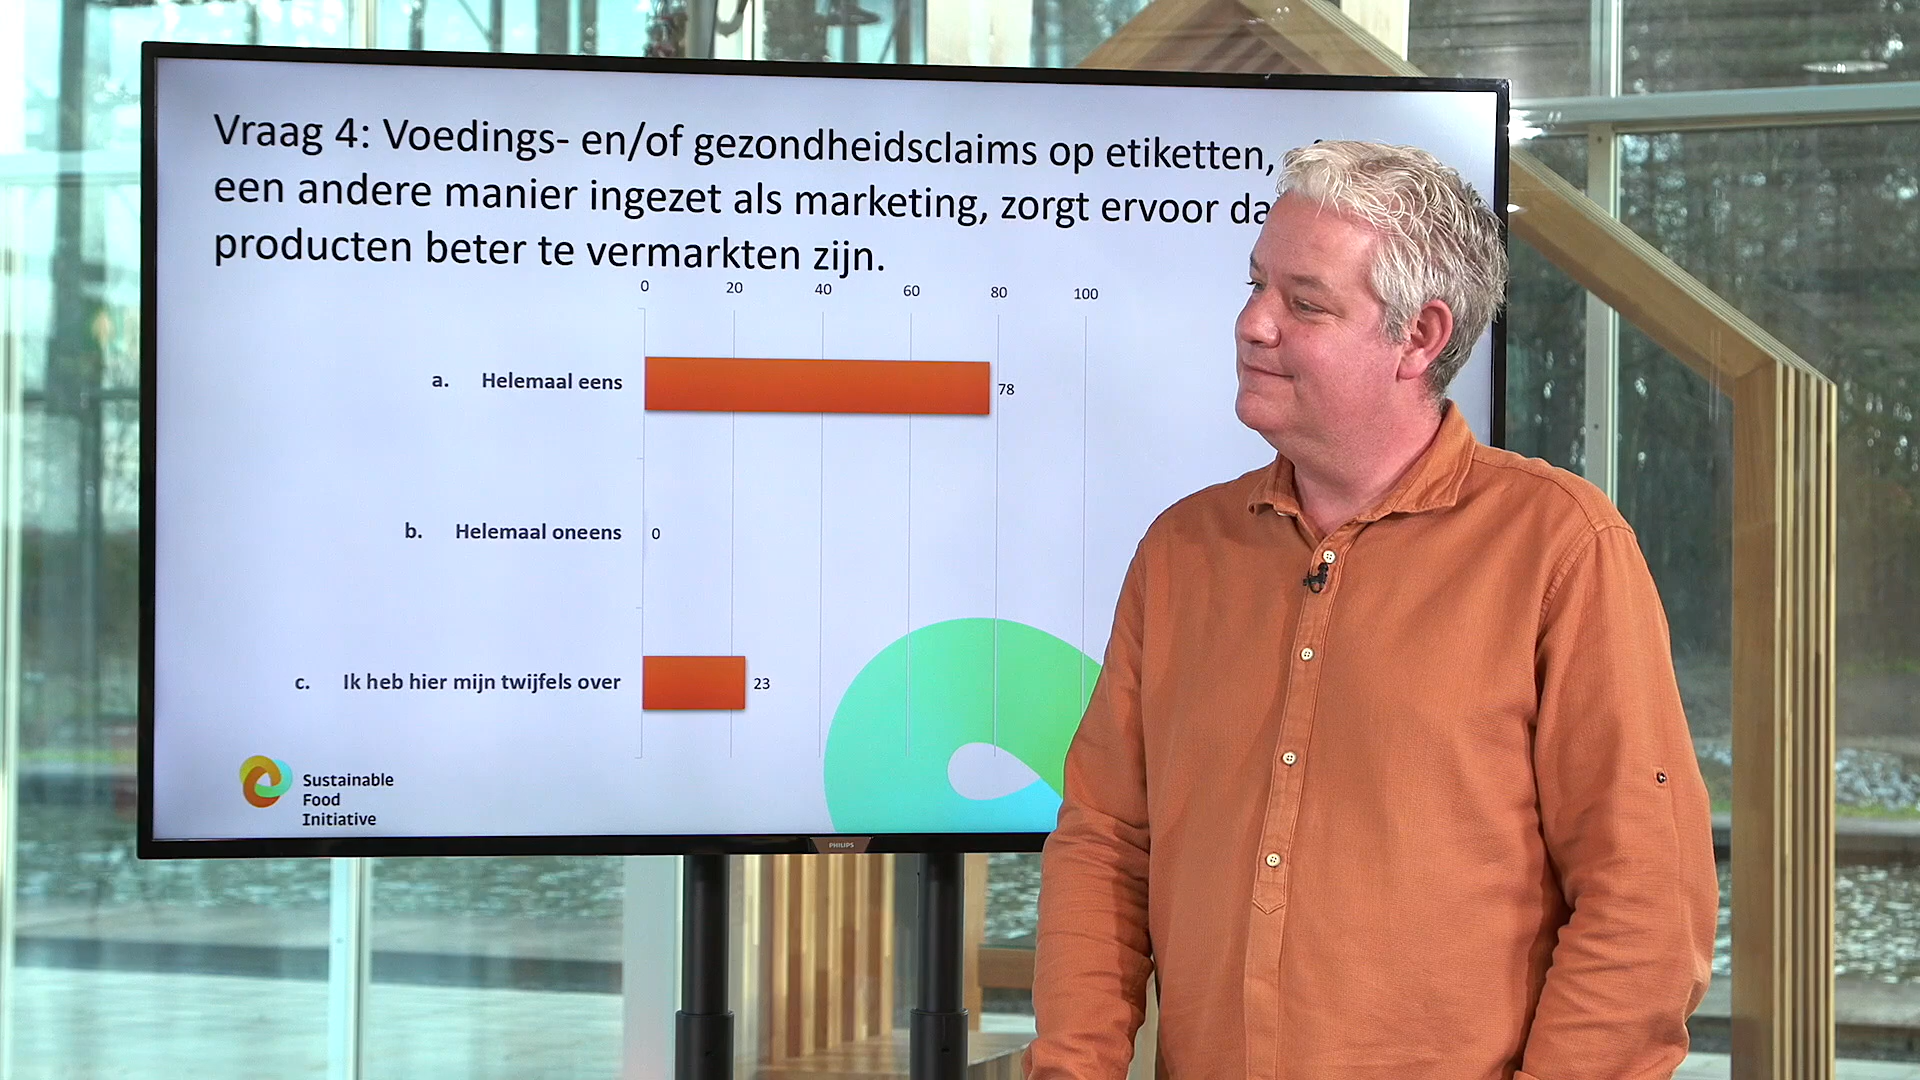 Vraag 4: Voedings- en/of gezondheidsclaims op etiketten,
een andere manier ingezet als marketing, zorgt ervoor
producten beter te vermarkten zijn.
0 20 40 60 80 100
a. Helemaal eens 78
b. Helemaal oneens 0
c. Ik heb hier mijn twijfels over 23
Sustainable
Food
Initiative
PHILIPS